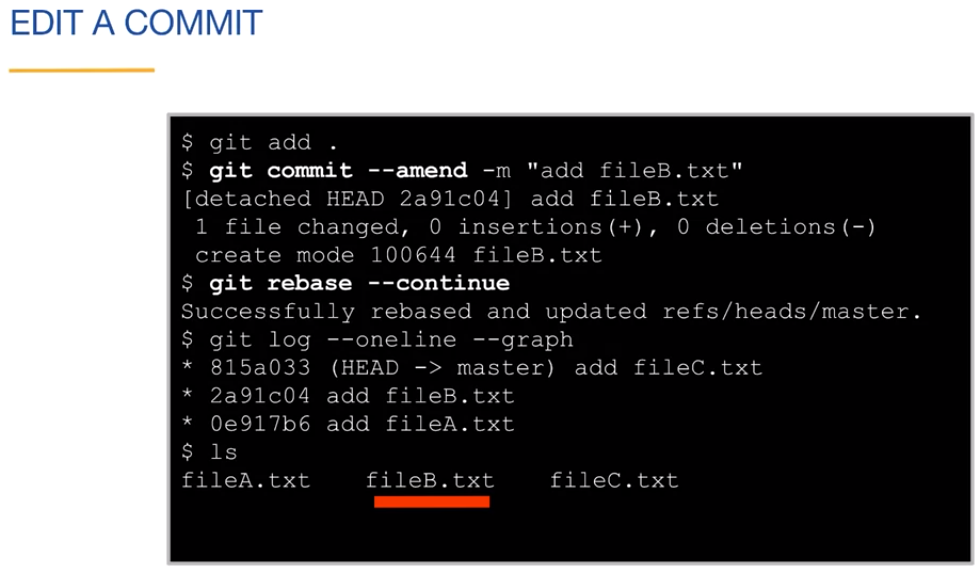 EDIT A COMMIT
$ git add .
$ git commit --amend -m "add fileB.txt"
[detached HEAD 2a91c04] add fileB.txt
1 file changed, 0 insertions(+), 0 deletions(-)
create mode 100644 fileB.txt
$ git rebase --continue
Successfully rebased and updated refs/heads/master.
$ git log --oneline --graph
* 815a033 (HEAD -> master) add fileC.txt
* 2a91c04 add fileB.txt
* 0e917b6 add fileA.txt
$ ls
fileA.txt    fileB.txt    fileC.txt